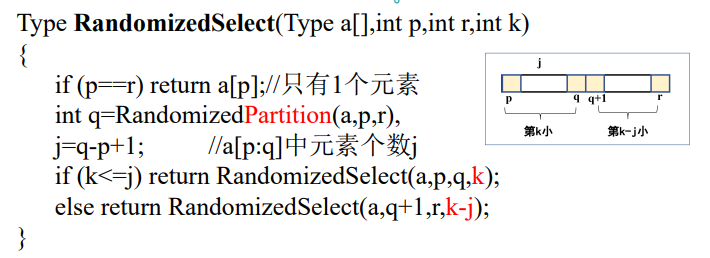 Type RandomizedSelect(Type a[],int p,int r,int k)
{
if (p==r) return a[p];//只有1个元素
int q=RandomizedPartition(a,p,r),
j=q-p+1; //a[p:q]中元素个数j
if (k<=j) return RandomizedSelect(a,p,q,k);
else return RandomizedSelect(a,q+1,r,k-j);
}
j
p q q+1 r
第k小 第k-j小